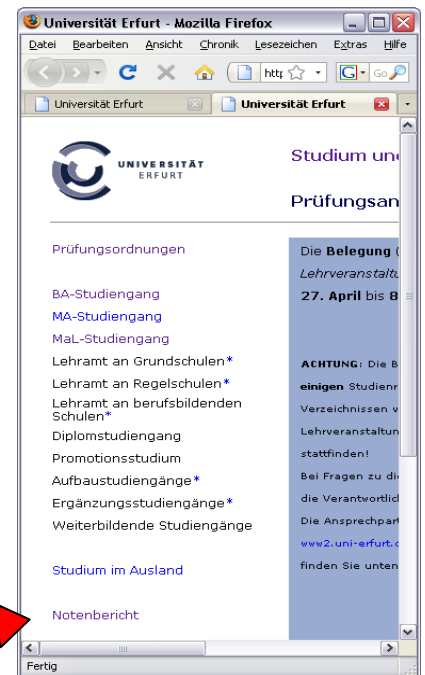 Universität Erfurt - Mozilla Firefox
Datei Bearbeiten Ansicht Chronik Lesezeichen Extras Hilfe
G Go
Universität Erfurt Universität Erfurt
UNIVERSITÄT
ERFURT
Studium
Prüfungsordnungen
BA-Studiengang
MA-Studiengang
MaL-Studiengang
Lehramt an Grundschulen*
Lehramt an Regelschulen*
Lehramt an berufsbildenden
Schulen*
Diplomstudiengang
Promotionsstudium
Aufbaustudiengänge*
Ergänzungsstudiengänge*
Weiterbildende Studiengänge
Studium im Ausland
Notenbericht
Die Belegung (
Lehrveranstalt
27. April bis 8
ACHTUNG: Die B
einigen Studienr
Verzeichnissen v
Lehrveranstaltun
stattfinden!
Bei Fragen zu di
die Verantwortlic
Die Ansprechpar
www2.uni-erfurt.
finden Sie unten
Fertig